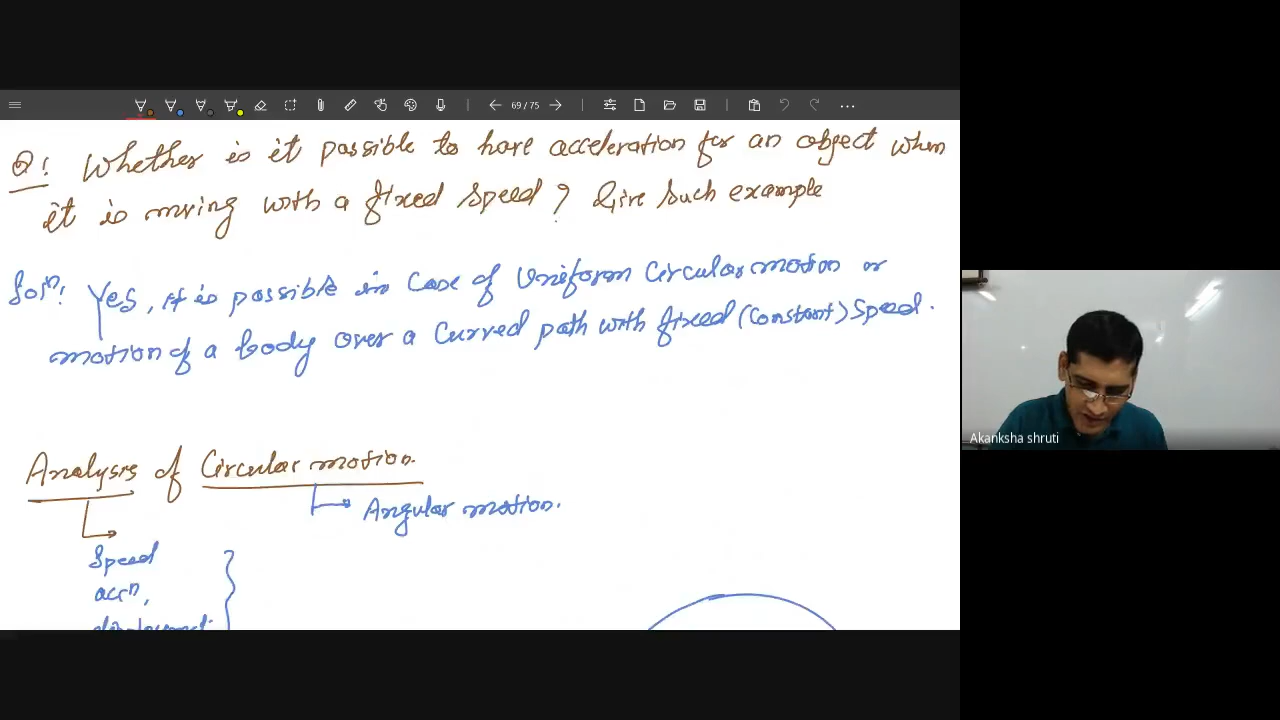 69 / 75
Q: Whether is it possible to have acceleration for an object when
it is moving with a fixed speed? Give such example
Solⁿ: Yes, it is possible in case of Uniform Circular motion or
motion of a body over a Curved path with fixed (Constant) Speed.
Analysis of Circular motion.
Angular motion.
Speed
accⁿ,
Akanksha shruti